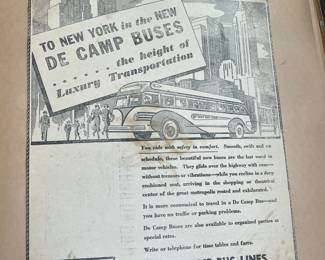 TO NEW YORK in the NEW
DE CAMP BUSES
...... the height of
Luxury Transportation
You ride with safety in comfort. Smooth, swift and on
schedule, these beautiful new buses are the last word in
motor vehicles. They glide over the highway with
without tremors or vibrations—while you recline in a deep
cushioned seat, arriving in the shopping or theatrical
center of the great metropolis rested and exhilarated.
It is more economical to travel in a De Camp Bus—and
you have no traffic or parking problems.
De Camp Buses are also available to organized parties at
special rates.
Write or telephone for time tables and fares.
BUS LINES